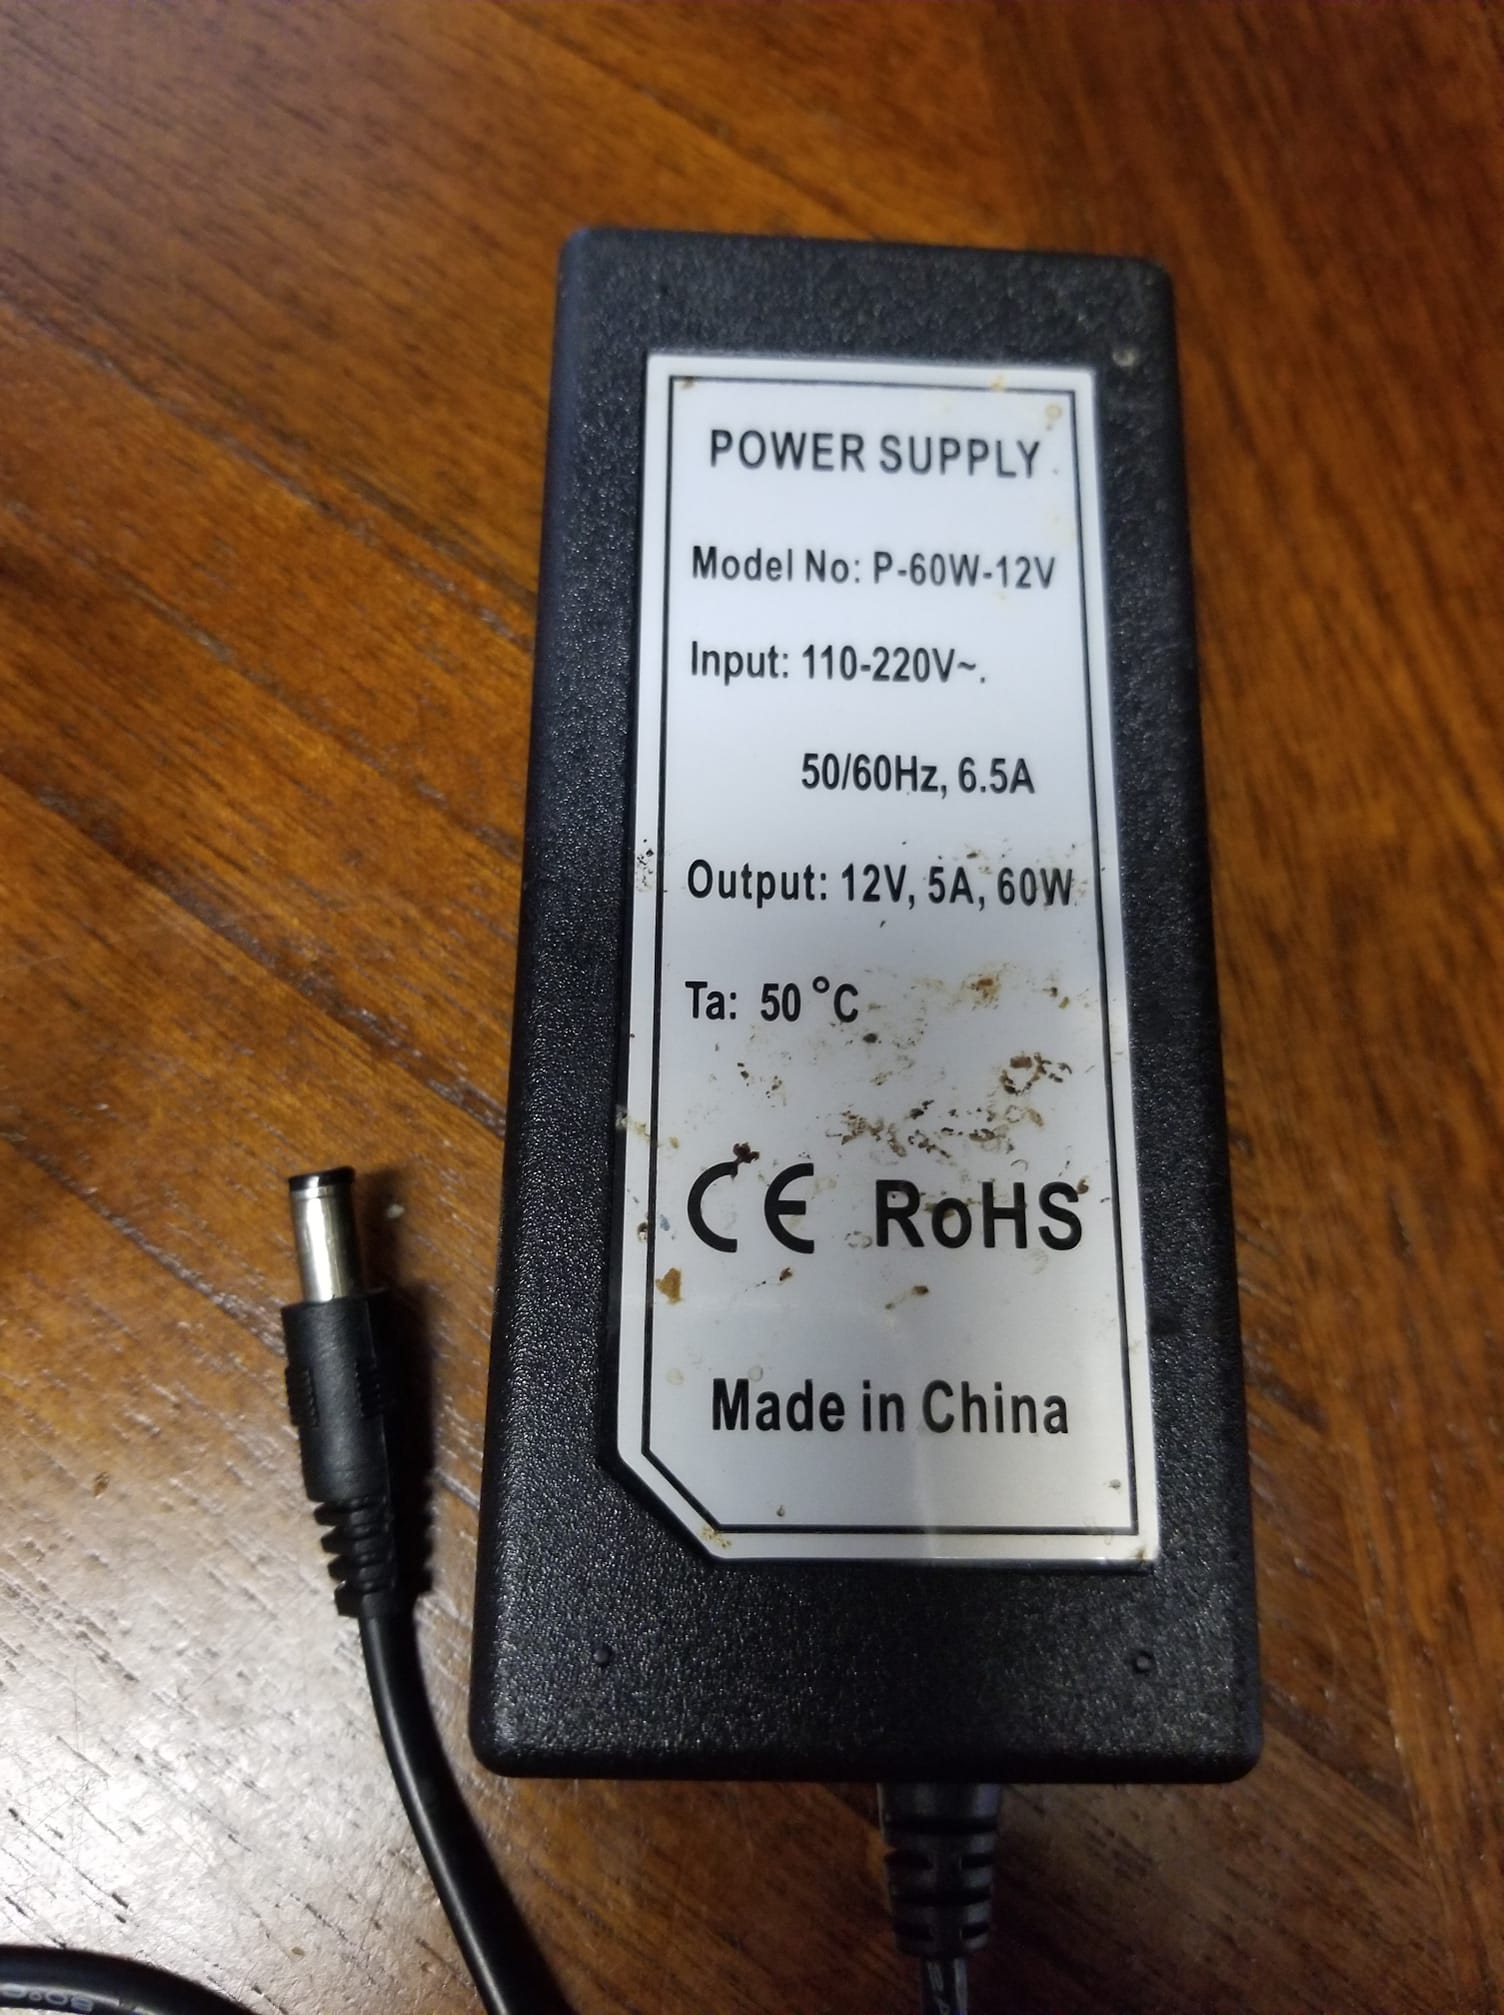 POWER SUPPLY
Model No: P-60W-12V
Input: 110-220V~.
50/60Hz, 6.5A
Output: 12V, 5A, 60W
Ta: 50 °C
CE RoHS
Made in China